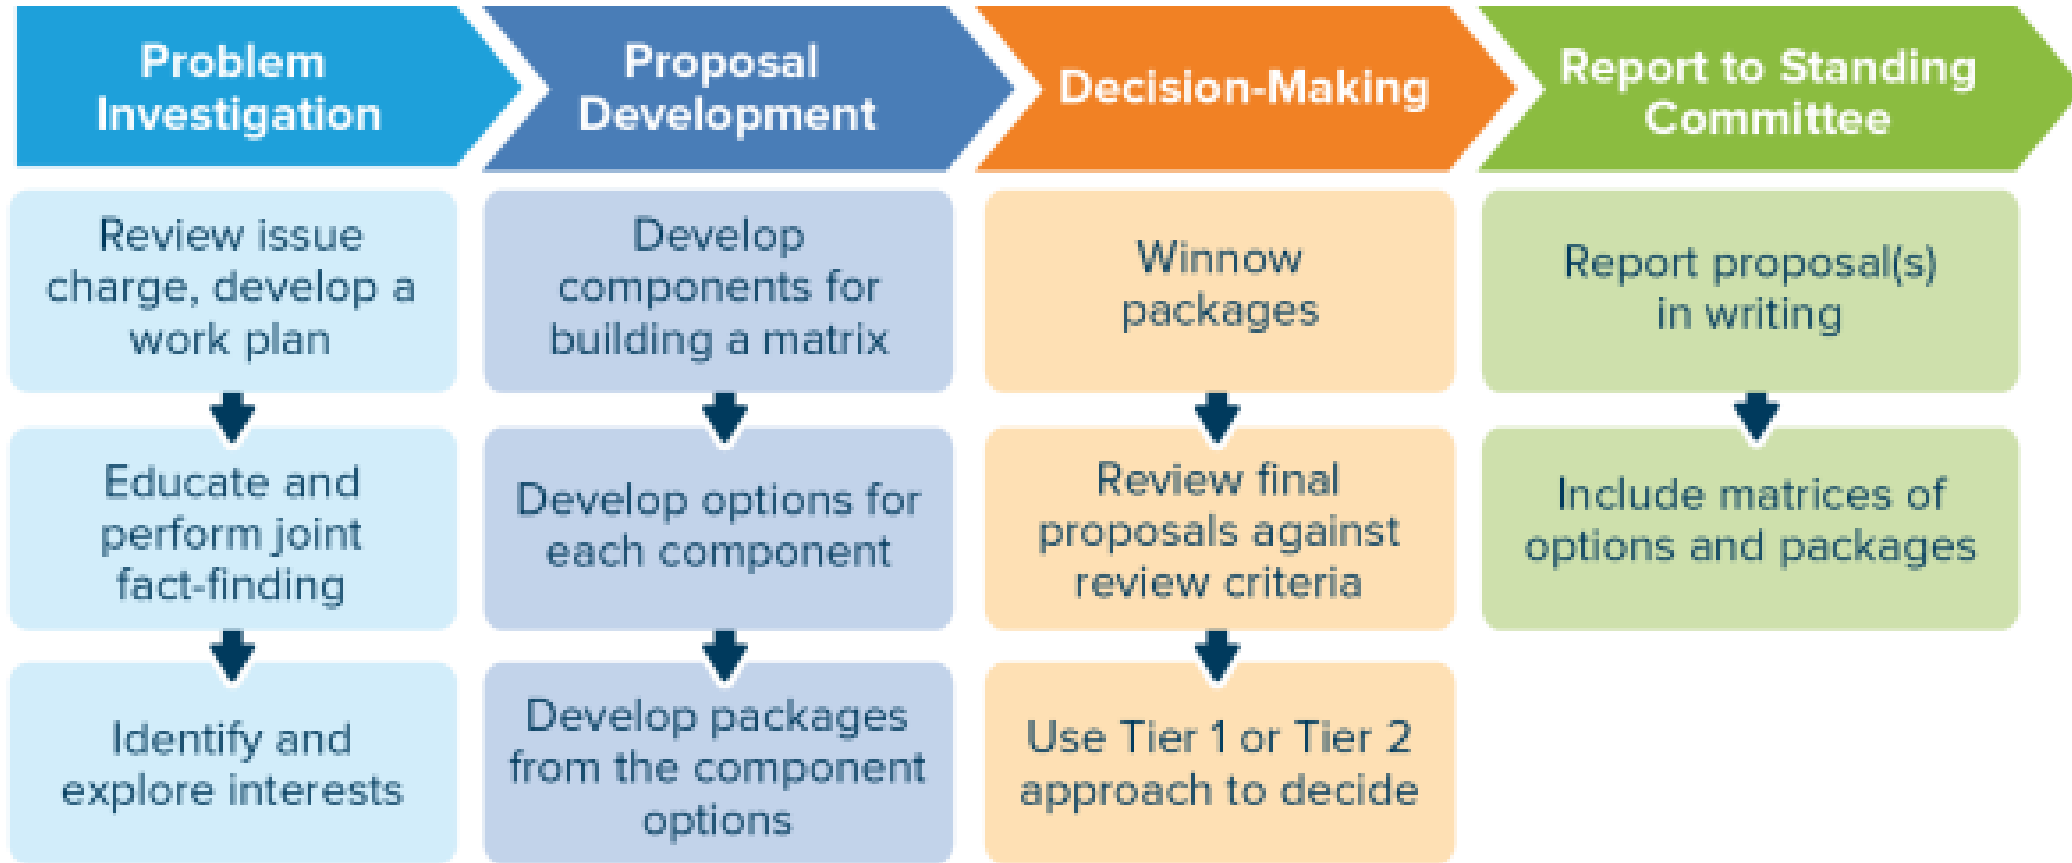 Problem
Investigation
Proposal
Development
Decision-Making
Report to Standing
Committee
Review issue
charge, develop a
work plan
Educate and
perform joint
fact-finding
Identify and
explore interests
Develop
components for
building a matrix
Develop options for
each component
Develop packages
from the component
options
Winnow
packages
Review final
proposals against
review criteria
Use Tier 1 or Tier 2
approach to decide
Report proposal(s)
in writing
Include matrices of
options and packages